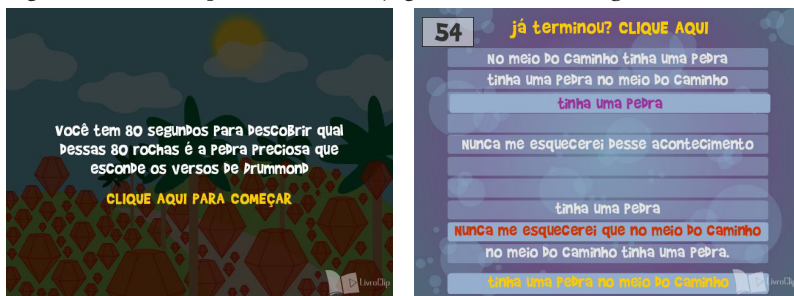 Você tem 80 segundos para descobrir qual
dessas 80 rochas é a pedra preciosa que
esconde os versos de Drummond
CLIQUE AQUI PARA COMEÇAR
LivroClip
54
já terminou? CLIQUE AQUI
No meio do caminho tinha uma pedra
tinha uma pedra no meio do caminho
tinha uma pedra
Nunca me esquecerei desse acontecimento
tinha uma pedra
Nunca me esquecerei que no meio do caminho
no meio do caminho tinha uma pedra.
tinha uma pedra no meio do caminho